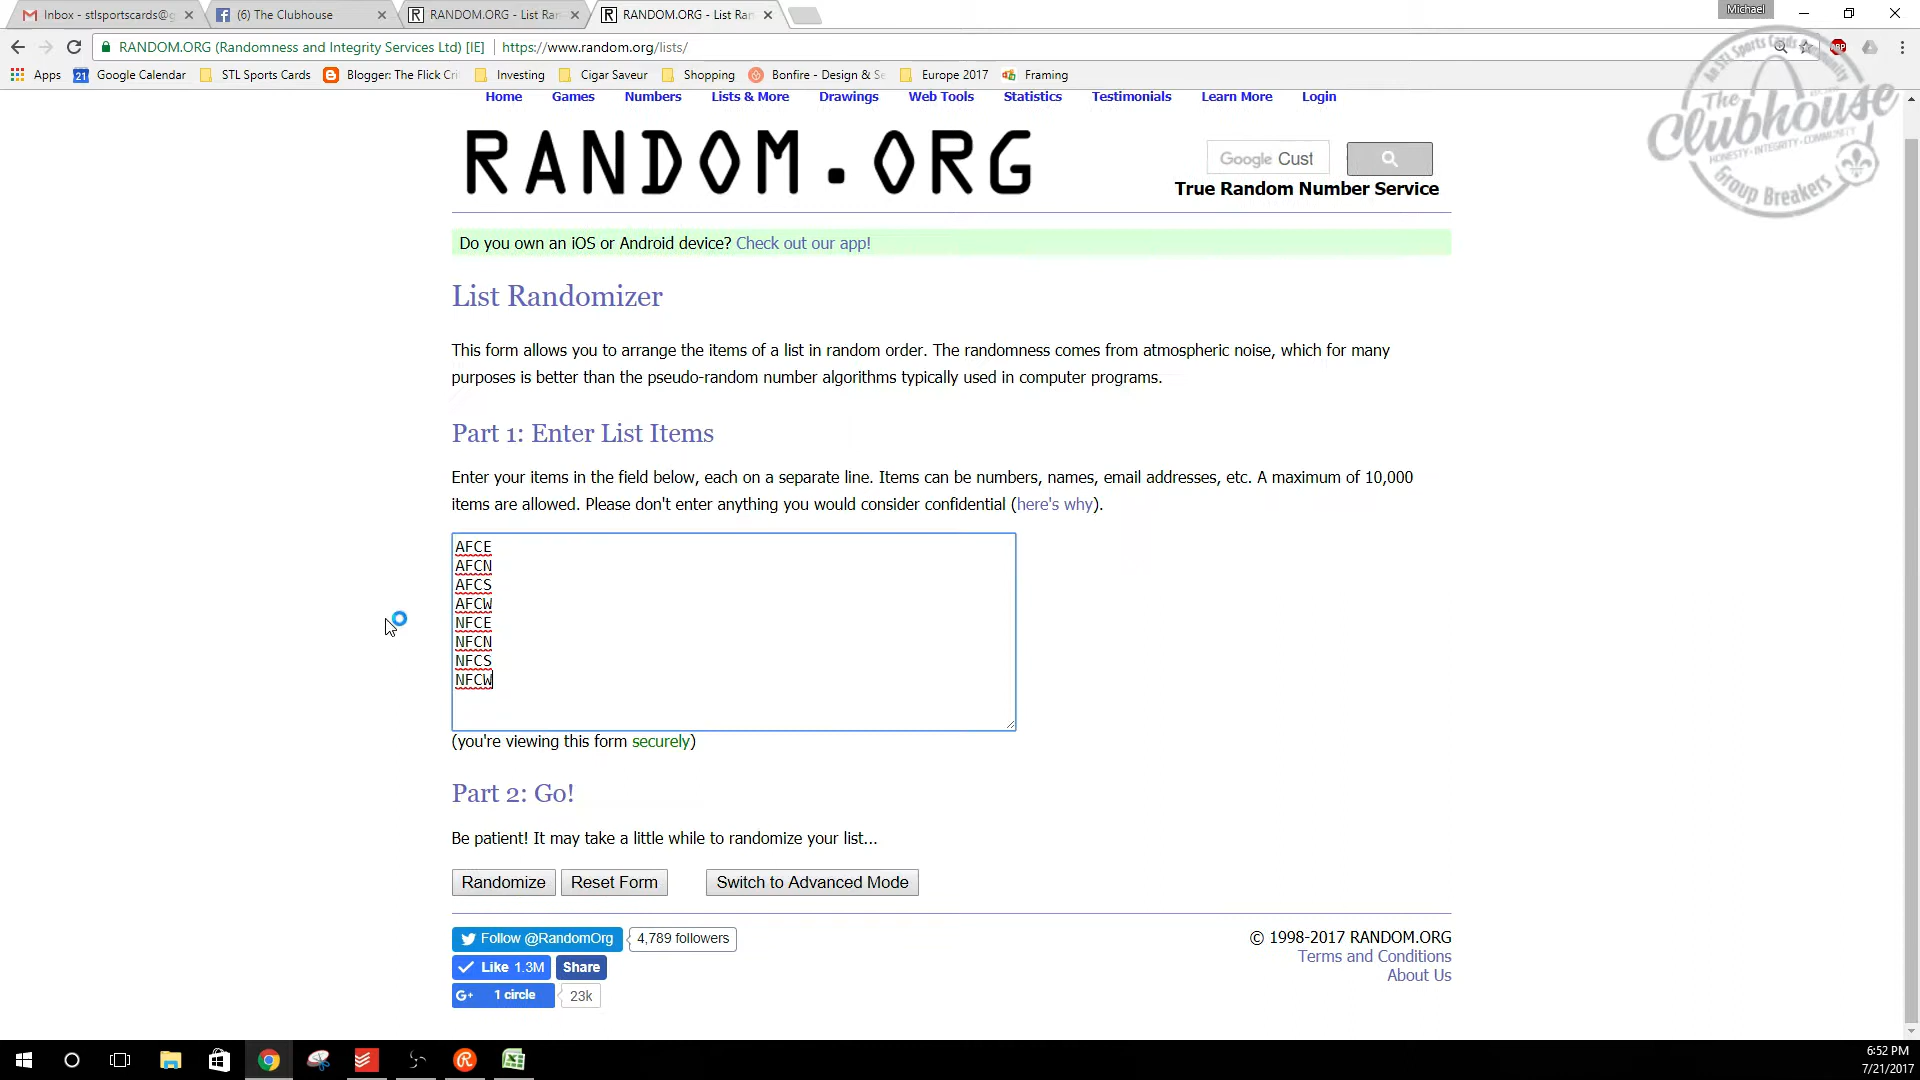 Inbox - stlsportscards@g
(6) The Clubhouse
RANDOM.ORG - List Ran
RANDOM.ORG - List Ran
Michael
RANDOM.ORG (Randomness and Integrity Services Ltd) [IE] https://www.random.org/lists/
Apps Google Calendar STL Sports Cards Blogger: The Flick Cri Investing Cigar Saveur Shopping Bonfire - Design & Se Europe 2017 Framing
Home Games Numbers Lists & More Drawings Web Tools Statistics Testimonials Learn More Login
RANDOM.ORG
Google Cust
True Random Number Service
An STL Sports Cards Community
The Clubhouse
HONESTY · INTEGRITY · COMMUNITY
Group Breakers
Do you own an iOS or Android device? Check out our app!
List Randomizer
This form allows you to arrange the items of a list in random order. The randomness comes from atmospheric noise, which for many
purposes is better than the pseudo-random number algorithms typically used in computer programs.
Part 1: Enter List Items
Enter your items in the field below, each on a separate line. Items can be numbers, names, email addresses, etc. A maximum of 10,000
items are allowed. Please don't enter anything you would consider confidential (here's why).
AFCE
AFCN
AFCS
AFCW
NFCE
NFCN
NFCS
NFCW
(you're viewing this form securely)
Part 2: Go!
Be patient! It may take a little while to randomize your list...
Randomize Reset Form Switch to Advanced Mode
Follow @RandomOrg 4,789 followers
Like 1.3M Share
G+ 1 circle 23k
© 1998-2017 RANDOM.ORG
Terms and Conditions
About Us
6:52 PM
7/21/2017